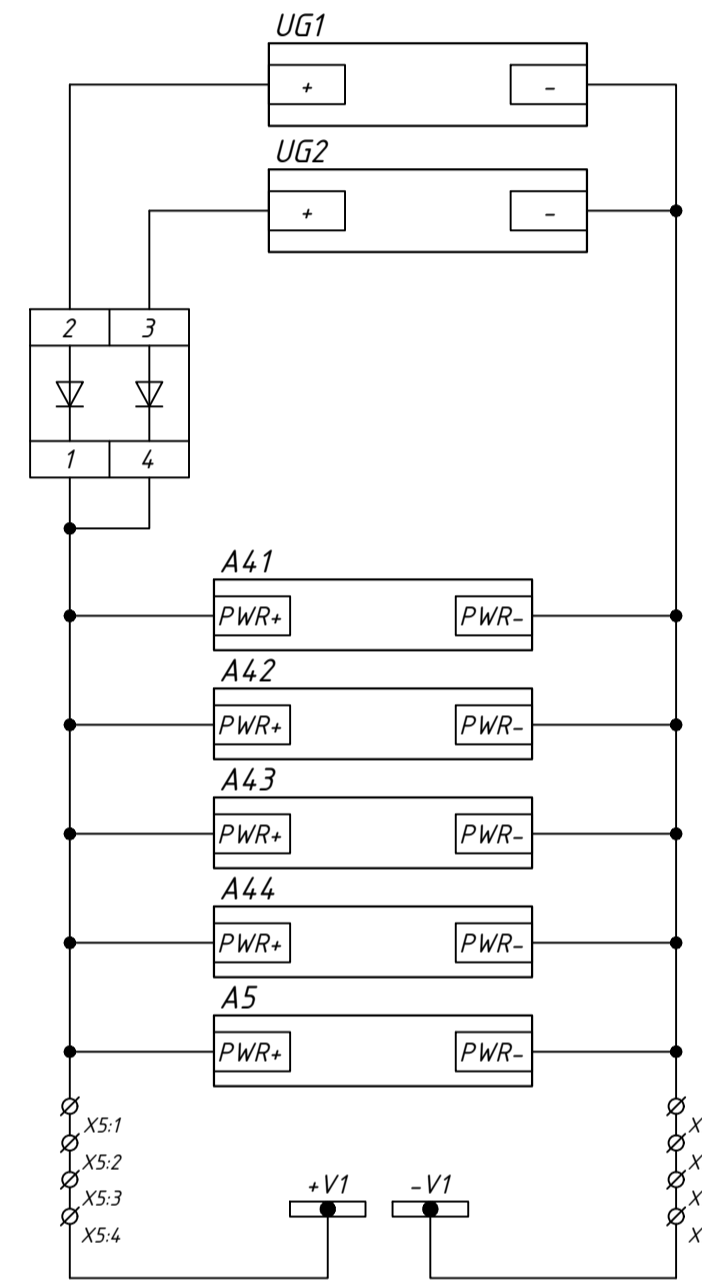 UG1
+ -
UG2
+ -
2 3
1 4
A41
PWR+ PWR-
A42
PWR+ PWR-
A43
PWR+ PWR-
A44
PWR+ PWR-
A5
PWR+ PWR-
X5:1 X
X5:2 X
X5:3 X
X5:4 X
+V1 -V1